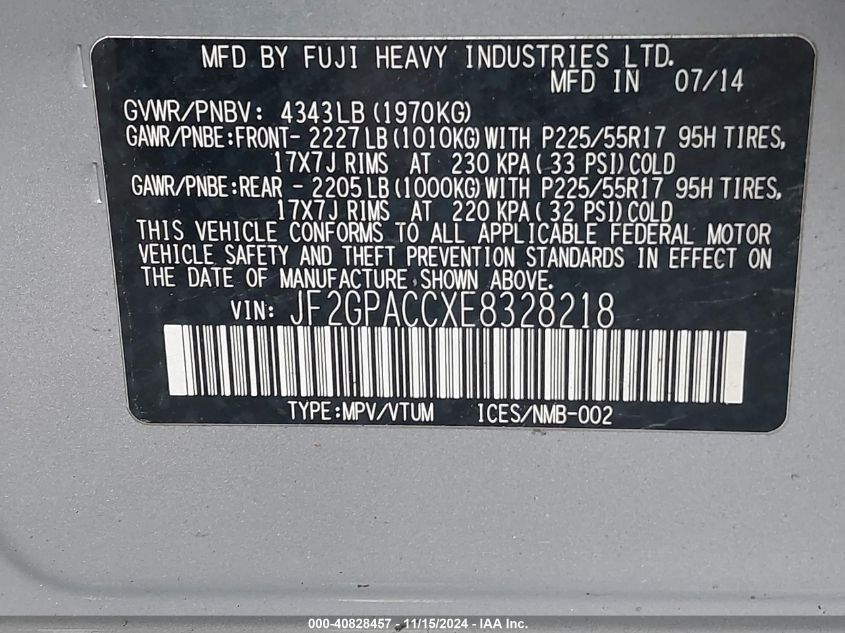 MFD BY FUJI HEAVY INDUSTRIES LTD.
MFD IN 07/14
GVWR/PNBV: 4343LB (1970KG)
GAWR/PNBE:FRONT- 2227LB(1010KG)WITH P225/55R17 95H TIRES,
17X7J RIMS AT 230 KPA( 33 PSI)COLD
GAWR/PNBE:REAR - 2205LB(1000KG)WITH P225/55R17 95H TIRES,
17X7J RIMS AT 220 KPA( 32 PSI)COLD
THIS VEHICLE CONFORMS TO ALL APPLICABLE FEDERAL MOTOR
VEHICLE SAFETY AND THEFT PREVENTION STANDARDS IN EFFECT ON
THE DATE OF MANUFACTURE SHOWN ABOVE.
VIN: JF2GPACCXE8328218
TYPE:MPV/VTUM 1CES/NMB-002
000-40828457 - 11/15/2024 - IAA Inc.